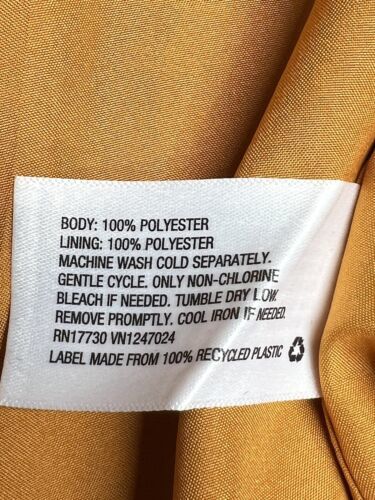 BODY: 100% POLYESTER
LINING: 100% POLYESTER
MACHINE WASH COLD SEPARATELY.
GENTLE CYCLE. ONLY NON-CHLORINE
BLEACH IF NEEDED. TUMBLE DRY LOW.
REMOVE PROMPTLY. COOL IRON IF NEEDED.
RN17730 VN1247024
LABEL MADE FROM 100% RECYCLED PLASTIC